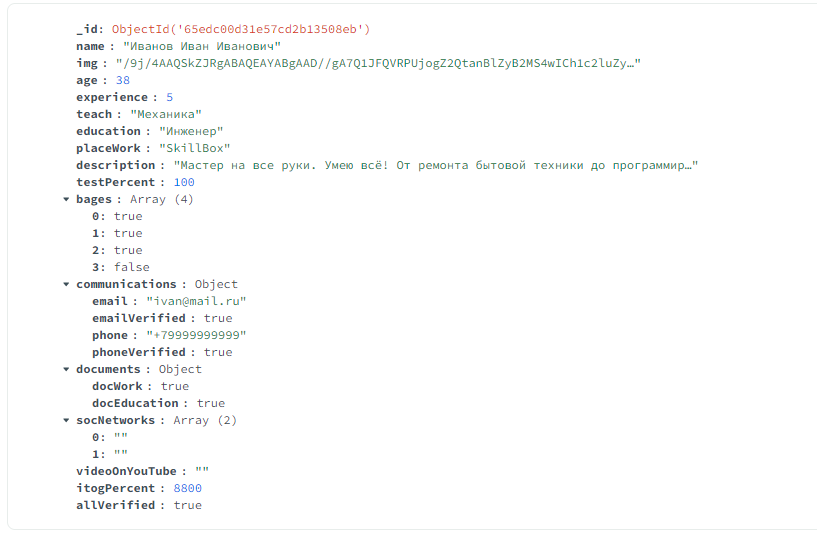 _id: ObjectId('65edc00d31e57cd2b13508eb')
name : "Иванов Иван Иванович"
img : "/9j/4AAQSkZJRgABAQEAYABgAAD//gA7Q1JFQVRPUjogZ2QtanBlZyB2MS4wICh1c2luZy…"
age : 38
experience : 5
teach : "Механика"
education : "Инженер"
placeWork : "SkillBox"
description : "Мастер на все руки. Умею всё! От ремонта бытовой техники до программир…"
testPercent : 100
bages : Array (4)
0: true
1: true
2: true
3: false
communications : Object
email : "ivan@mail.ru"
emailVerified : true
phone : "+79999999999"
phoneVerified : true
documents : Object
docWork : true
docEducation : true
socNetworks : Array (2)
0: ""
1: ""
videoOnYouTube : ""
itogPercent : 8800
allVerified : true